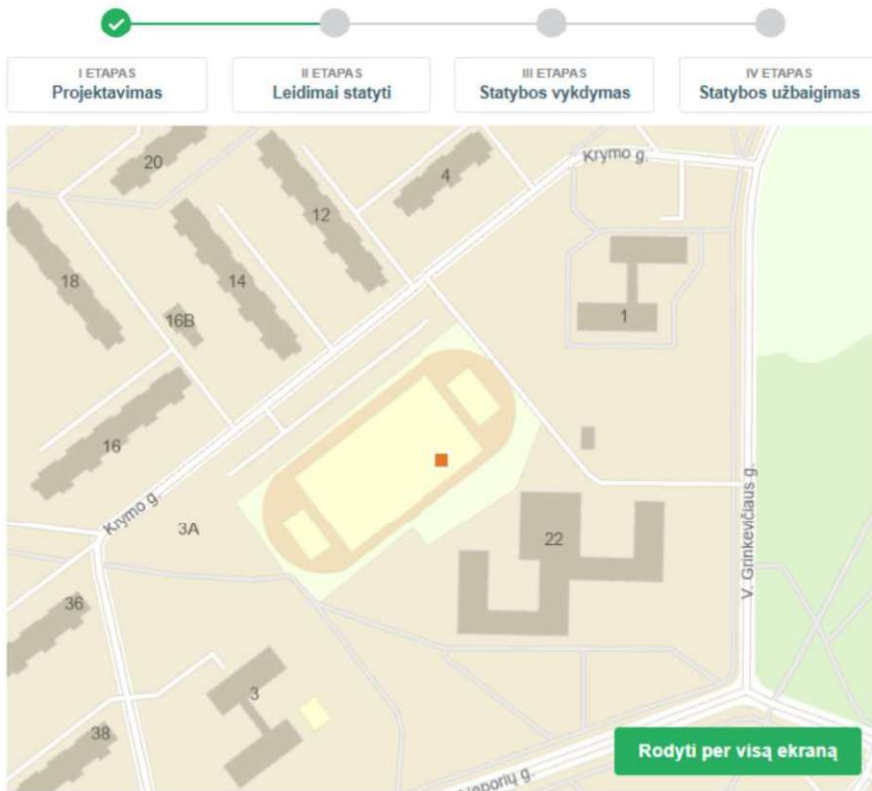 I ETAPAS
Projektavimas
II ETAPAS
Leidimai statyti
III ETAPAS
Statybos vykdymas
IV ETAPAS
Statybos užbaigimas
20
Krymo g.
4
12
18
14
16B
1
16
Krymo g.
3A
22
V. Grinkevičiaus g.
36
3
38
Rodyti per visą ekraną
g.